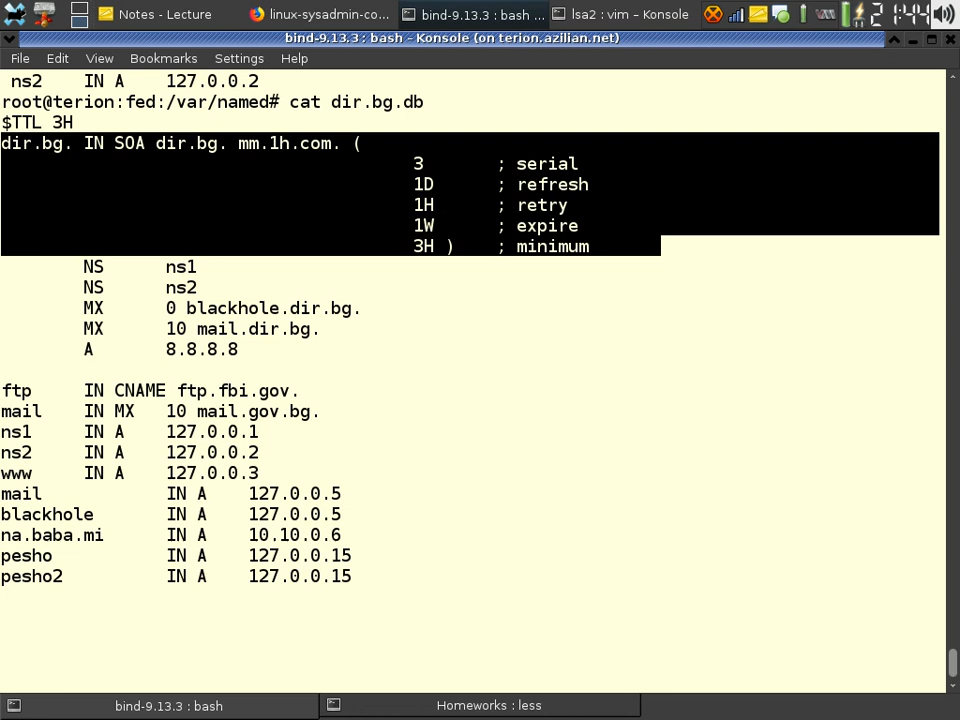 Notes - Lecture
linux-sysadmin-co...
bind-9.13.3 : bash ...
lsa2 : vim – Konsole
2 1:44
bind-9.13.3 : bash – Konsole (on terion.azilian.net)
File Edit View Bookmarks Settings Help
ns2 IN A 127.0.0.2
root@terion:fed:/var/named# cat dir.bg.db
$TTL 3H
dir.bg. IN SOA dir.bg. mm.1h.com. (
3 ; serial
1D ; refresh
1H ; retry
1W ; expire
3H ) ; minimum
NS ns1
NS ns2
MX 0 blackhole.dir.bg.
MX 10 mail.dir.bg.
A 8.8.8.8
ftp IN CNAME ftp.fbi.gov.
mail IN MX 10 mail.gov.bg.
ns1 IN A 127.0.0.1
ns2 IN A 127.0.0.2
www IN A 127.0.0.3
mail IN A 127.0.0.5
blackhole IN A 127.0.0.5
na.baba.mi IN A 10.10.0.6
pesho IN A 127.0.0.15
pesho2 IN A 127.0.0.15
bind-9.13.3 : bash
Homeworks : less